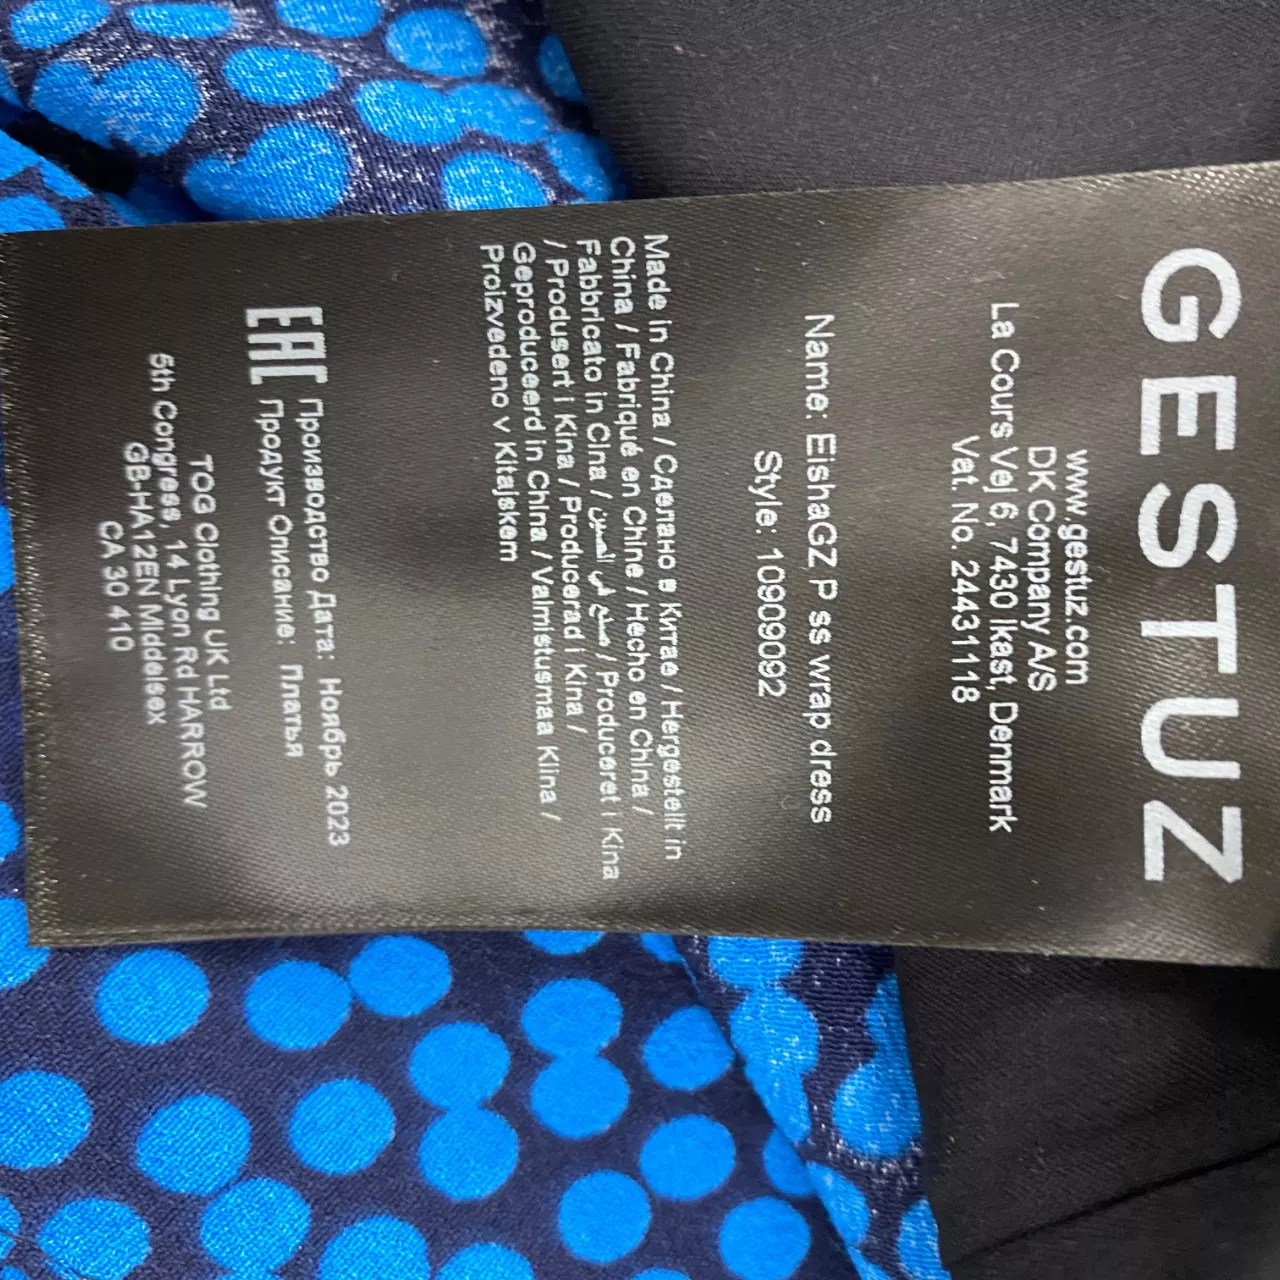 GESTUZ
www.gestuz.com
DK Company A/S
La Cours Vej 6, 7430 Ikast, Denmark
Vat. No. 24431118
Name: EishaGZ P ss wrap dress
Style: 10909092
Made in China / Сделано в Китае / Hergestellt in
China / Fabriqué en Chine / Hecho en China /
Fabbricato in Cina / صنع في الصين / Produceret i Kina
/ Produsert i Kina / Producerad i Kina /
Geproduceerd in China / Valmistusmaa Kiina /
Proizvedeno v Kitajskem
EAC Производство Дата: Ноябрь 2023
Продукт Описание: Платья
TOG Clothing UK Ltd
5th Congress, 14 Lyon Rd HARROW
GB-HA12EN Middelsex
CA 30 410